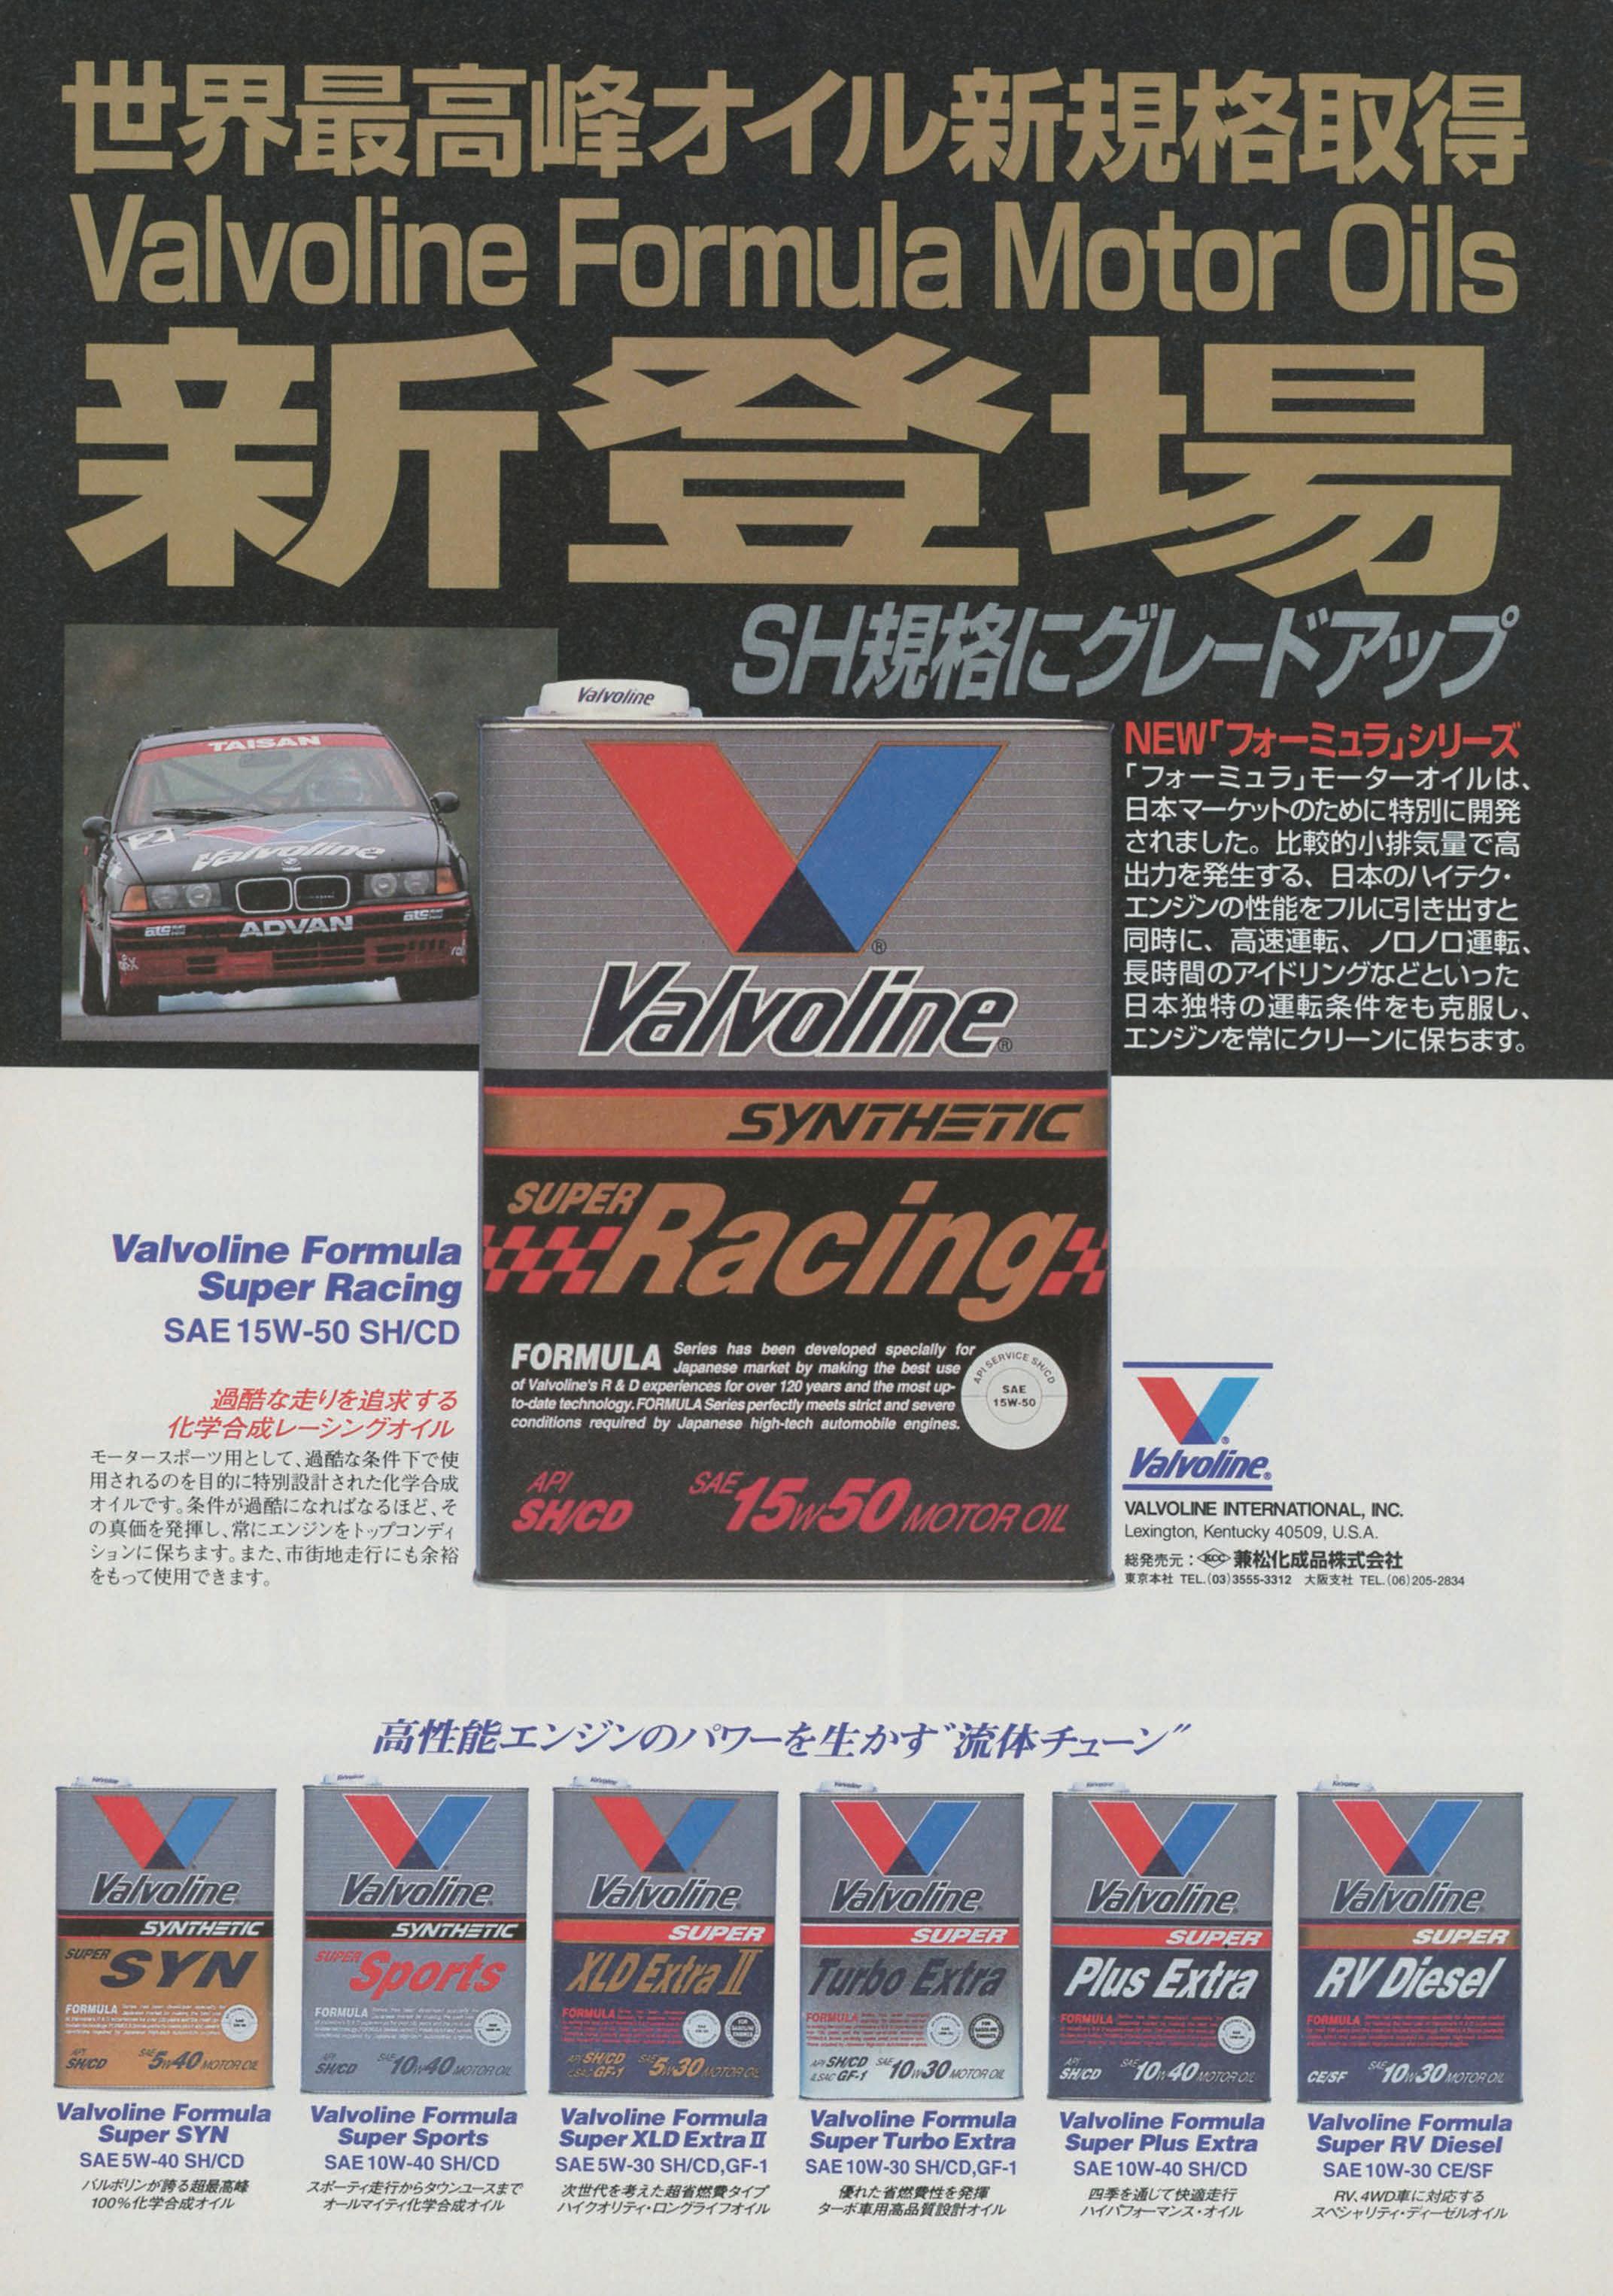 世界最高峰オイル新規格取得
Valvoline Formula Motor Oils
新登場
SH規格にグレードアップ
TAISAN
Valvoline
ADVAN
Valvoline
Valvoline
SYNTHETIC
SUPER Racing
FORMULA Series has been developed specially for
Japanese market by making the best use
of Valvoline's R & D experiences for over 120 years and the most up-
to-date technology. FORMULA Series perfectly meets strict and severe
conditions required by Japanese high-tech automobile engines.
API SERVICE SH/CD
SAE
15W-50
API
SH/CD
SAE 15W50 MOTOR OIL
NEW「フォーミュラ」シリーズ
「フォーミュラ」モーターオイルは、
日本マーケットのために特別に開発
されました。比較的小排気量で高
出力を発生する、日本のハイテク・
エンジンの性能をフルに引き出すと
同時に、高速運転、ノロノロ運転、
長時間のアイドリングなどといった
日本独特の運転条件をも克服し、
エンジンを常にクリーンに保ちます。
Valvoline Formula
Super Racing
SAE 15W-50 SH/CD
過酷な走りを追求する
化学合成レーシングオイル
モータースポーツ用として、過酷な条件下で使
用されるのを目的に特別設計された化学合成
オイルです。条件が過酷になればなるほど、そ
の真価を発揮し、常にエンジンをトップコンディ
ションに保ちます。また、市街地走行にも余裕
をもって使用できます。
Valvoline
VALVOLINE INTERNATIONAL, INC.
Lexington, Kentucky 40509, U.S.A.
総発売元:KCC 兼松化成品株式会社
東京本社 TEL.(03)3555-3312 大阪支社 TEL.(06)205-2834
高性能エンジンのパワーを生かす"流体チューン"
Valvoline
SYNTHETIC
SUPER SYN
FORMULA
API
SH/CD
SAE 5W40 MOTOR OIL
Valvoline Formula
Super SYN
SAE 5W-40 SH/CD
バルボリンが誇る超最高峰
100%化学合成オイル
Valvoline
SYNTHETIC
SUPER Sports
FORMULA
API
SH/CD
SAE 10W40 MOTOR OIL
Valvoline Formula
Super Sports
SAE 10W-40 SH/CD
スポーティ走行からタウンユースまで
オールマイティ化学合成オイル
Valvoline
SUPER
XLD Extra II
FORMULA
API SH/CD
ILSAC GF-1
SAE 5W30 MOTOR OIL
Valvoline Formula
Super XLD Extra II
SAE 5W-30 SH/CD,GF-1
次世代を考えた超省燃費タイプ
ハイクオリティ・ロングライフオイル
Valvoline
SUPER
Turbo Extra
FORMULA
API SH/CD
ILSAC GF-1
SAE 10W30 MOTOR OIL
Valvoline Formula
Super Turbo Extra
SAE 10W-30 SH/CD,GF-1
優れた省燃費性を発揮
ターボ車用高品質設計オイル
Valvoline
SUPER
Plus Extra
FORMULA
API
SH/CD
SAE 10W40 MOTOR OIL
Valvoline Formula
Super Plus Extra
SAE 10W-40 SH/CD
四季を通じて快適走行
ハイパフォーマンス・オイル
Valvoline
SUPER
RV Diesel
FORMULA
CE/SF
SAE 10W30 MOTOR OIL
Valvoline Formula
Super RV Diesel
SAE 10W-30 CE/SF
RV、4WD車に対応する
スペシャリティ・ディーゼルオイル